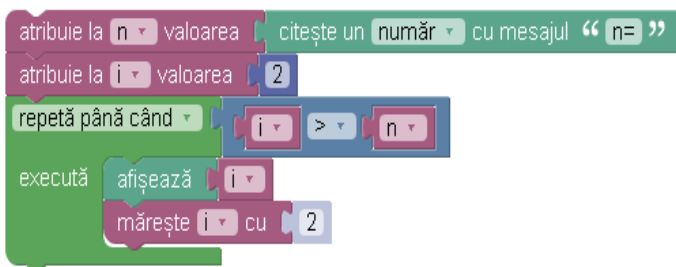 atribuie la n valoarea citește un număr cu mesajul “ n= ”
atribuie la i valoarea 2
repetă până când i > n
execută afișează i
mărește i cu 2